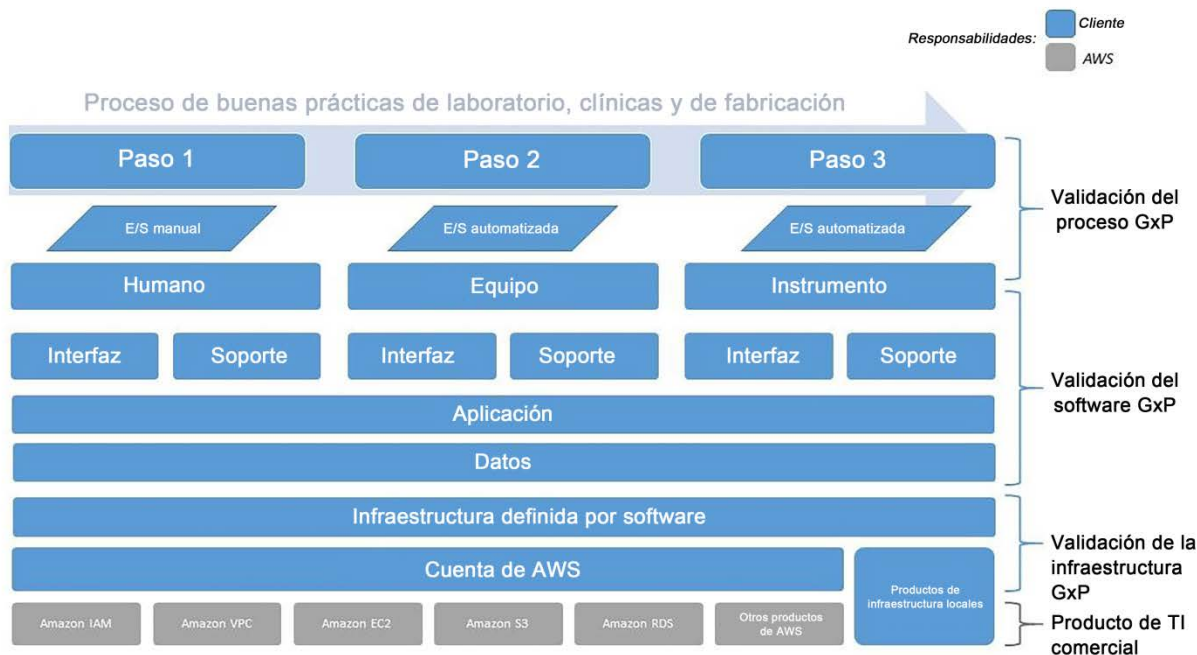 Responsabilidades:
Cliente
AWS
Proceso de buenas prácticas de laboratorio, clínicas y de fabricación
Paso 1
Paso 2
Paso 3
E/S manual
E/S automatizada
E/S automatizada
Humano
Equipo
Instrumento
Interfaz
Soporte
Interfaz
Soporte
Interfaz
Soporte
Aplicación
Datos
Infraestructura definida por software
Cuenta de AWS
Productos de
infraestructura locales
Amazon IAM
Amazon VPC
Amazon EC2
Amazon S3
Amazon RDS
Otros productos
de AWS
Validación del
proceso GxP
Validación del
software GxP
Validación de la
infraestructura
GxP
Producto de TI
comercial